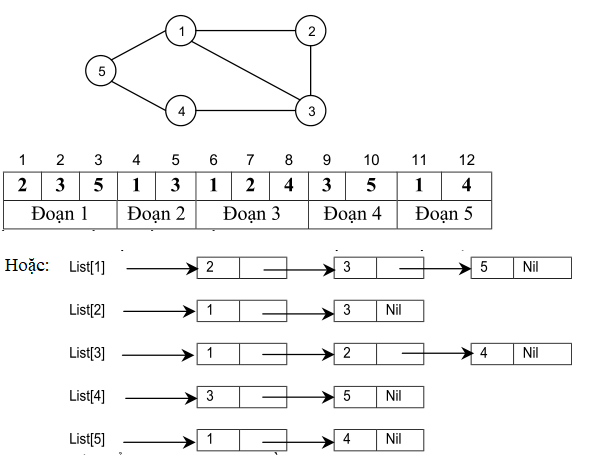 1 2
5
4 3
1 2 3 4 5 6 7 8 9 10 11 12
2 3 5 1 3 1 2 4 3 5 1 4
Đoạn 1 Đoạn 2 Đoạn 3 Đoạn 4 Đoạn 5
Hoặc: List[1] 2 3 5 Nil
List[2] 1 3 Nil
List[3] 1 2 4 Nil
List[4] 3 5 Nil
List[5] 1 4 Nil